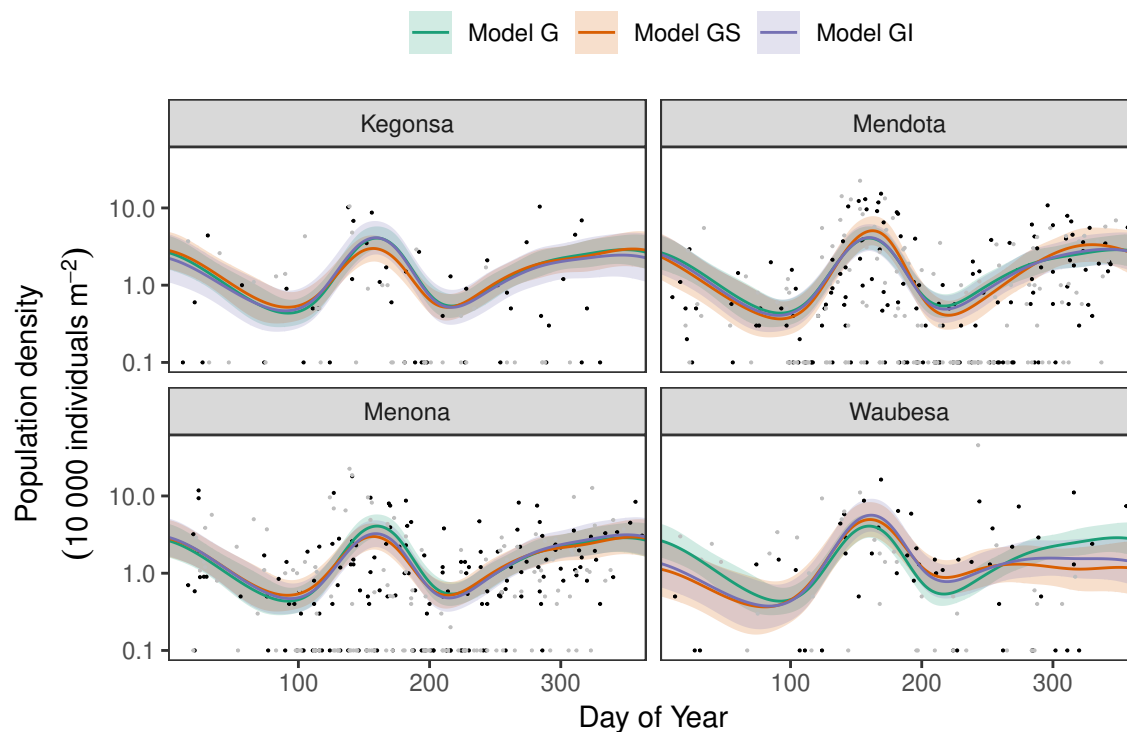 Model G Model GS Model GI
Kegonsa Mendota
10.0
1.0
0.1
Menona Waubesa
10.0
1.0
0.1
100 200 300 100 200 300
Day of Year
Population density
(10 000 individuals m⁻²)